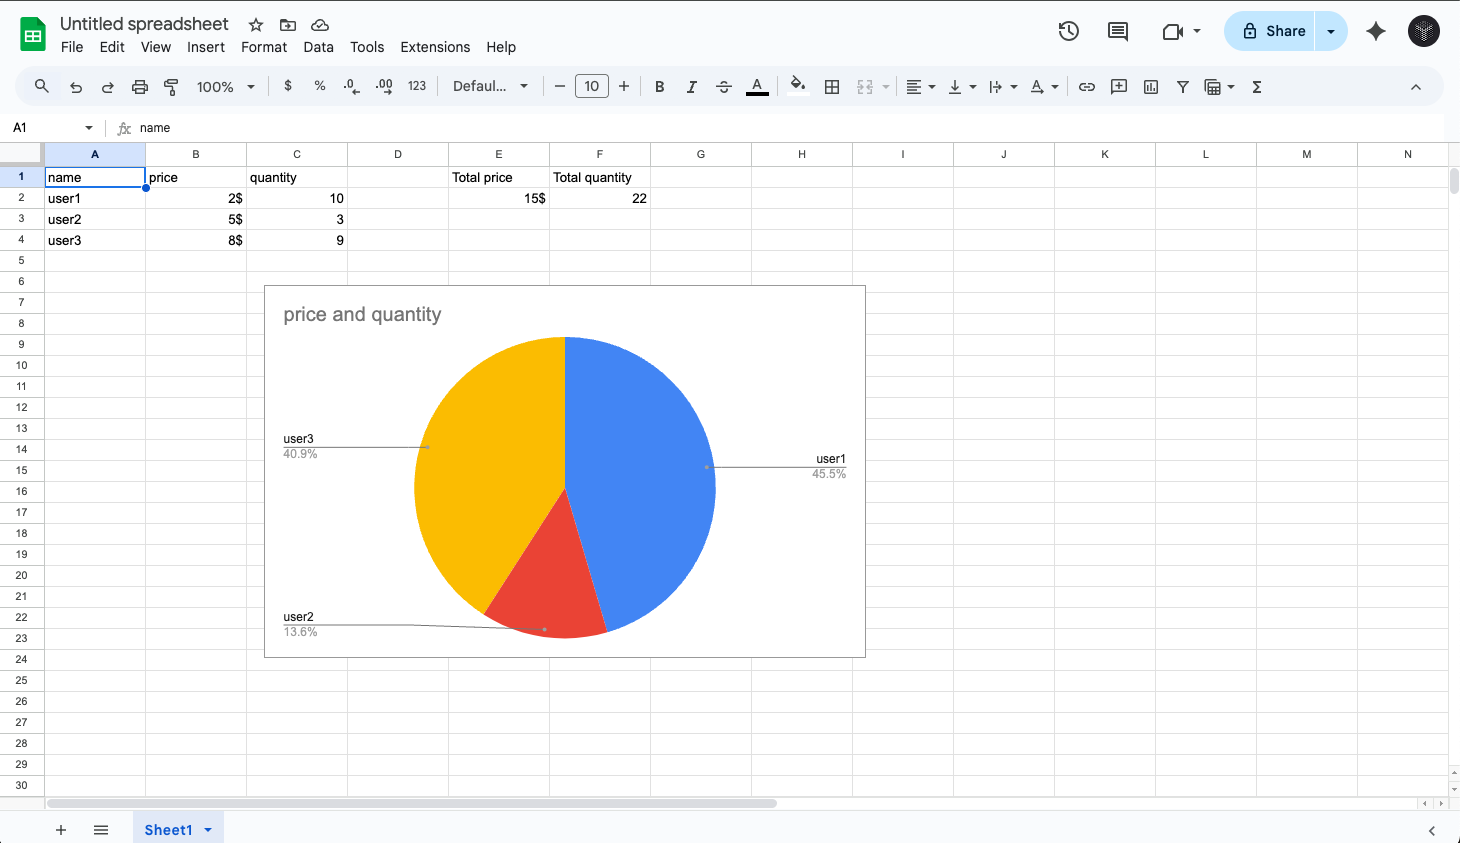 Untitled spreadsheet
File Edit View Insert Format Data Tools Extensions Help
Share
100% $ % .0 .00 123 Defaul... 10 B I S A A Σ
A1 fx name
A B C D E F G H I J K L M N
1 name price quantity Total price Total quantity
2 user1 2$ 10 15$ 22
3 user2 5$ 3
4 user3 8$ 9
5
6
7
8
9
10
11
12
13
14
15
16
17
18
19
20
21
22
23
24
25
26
27
28
29
30
price and quantity
user3
40.9%
user1
45.5%
user2
13.6%
Sheet1